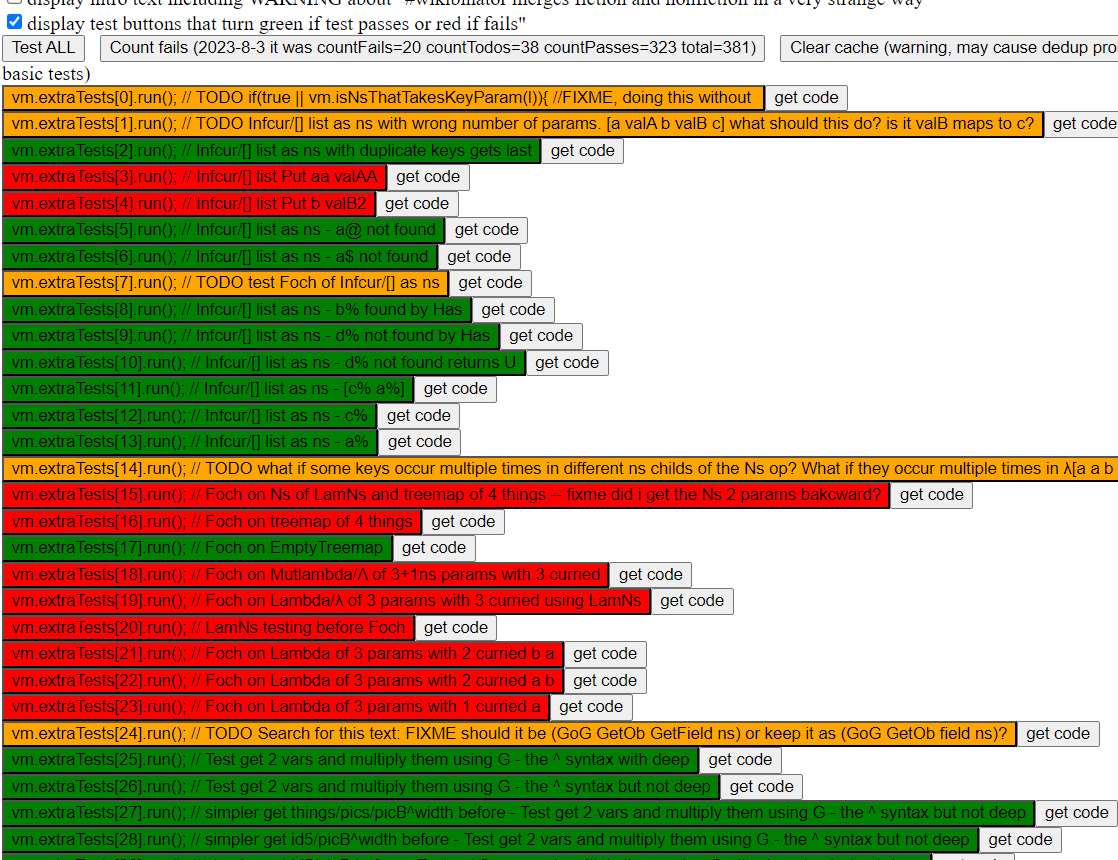 display intro text including WARNING about "#wikibinator merges fiction and nonfiction in a very strange way
display test buttons that turn green if test passes or red if fails"
Test ALL Count fails (2023-8-3 it was countFails=20 countTodos=38 countPasses=323 total=381) Clear cache (warning, may cause dedup pro
basic tests)
vm.extraTests[0].run(); // TODO if(true || vm.isNsThatTakesKeyParam(l)){ //FIXME, doing this without get code
vm.extraTests[1].run(); // TODO Infcur/[] list as ns with wrong number of params. [a valA b valB c] what should this do? is it valB maps to c? get code
vm.extraTests[2].run(); // Infcur/[] list as ns with duplicate keys gets last get code
vm.extraTests[3].run(); // Infcur/[] list Put aa valAA get code
vm.extraTests[4].run(); // Infcur/[] list Put b valB2 get code
vm.extraTests[5].run(); // Infcur/[] list as ns - a@ not found get code
vm.extraTests[6].run(); // Infcur/[] list as ns - a$ not found get code
vm.extraTests[7].run(); // TODO test Foch of Infcur/[] as ns get code
vm.extraTests[8].run(); // Infcur/[] list as ns - b% found by Has get code
vm.extraTests[9].run(); // Infcur/[] list as ns - d% not found by Has get code
vm.extraTests[10].run(); // Infcur/[] list as ns - d% not found returns U get code
vm.extraTests[11].run(); // Infcur/[] list as ns - [c% a%] get code
vm.extraTests[12].run(); // Infcur/[] list as ns - c% get code
vm.extraTests[13].run(); // Infcur/[] list as ns - a% get code
vm.extraTests[14].run(); // TODO what if some keys occur multiple times in different ns childs of the Ns op? What if they occur multiple times in λ[a a b
vm.extraTests[15].run(); // Foch on Ns of LamNs and treemap of 4 things -- fixme did i get the Ns 2 params bakcward? get code
vm.extraTests[16].run(); // Foch on treemap of 4 things get code
vm.extraTests[17].run(); // Foch on EmptyTreemap get code
vm.extraTests[18].run(); // Foch on Mutlambda/Λ of 3+1ns params with 3 curried get code
vm.extraTests[19].run(); // Foch on Lambda/λ of 3 params with 3 curried using LamNs get code
vm.extraTests[20].run(); // LamNs testing before Foch get code
vm.extraTests[21].run(); // Foch on Lambda of 3 params with 2 curried b a get code
vm.extraTests[22].run(); // Foch on Lambda of 3 params with 2 curried a b get code
vm.extraTests[23].run(); // Foch on Lambda of 3 params with 1 curried a get code
vm.extraTests[24].run(); // TODO Search for this text: FIXME should it be (GoG GetOb GetField ns) or keep it as (GoG GetOb field ns)? get code
vm.extraTests[25].run(); // Test get 2 vars and multiply them using G - the ^ syntax with deep get code
vm.extraTests[26].run(); // Test get 2 vars and multiply them using G - the ^ syntax but not deep get code
vm.extraTests[27].run(); // simpler get things/pics/picB^width before - Test get 2 vars and multiply them using G - the ^ syntax but not deep get code
vm.extraTests[28].run(); // simpler get id5/picB^width before - Test get 2 vars and multiply them using G - the ^ syntax but not deep get code